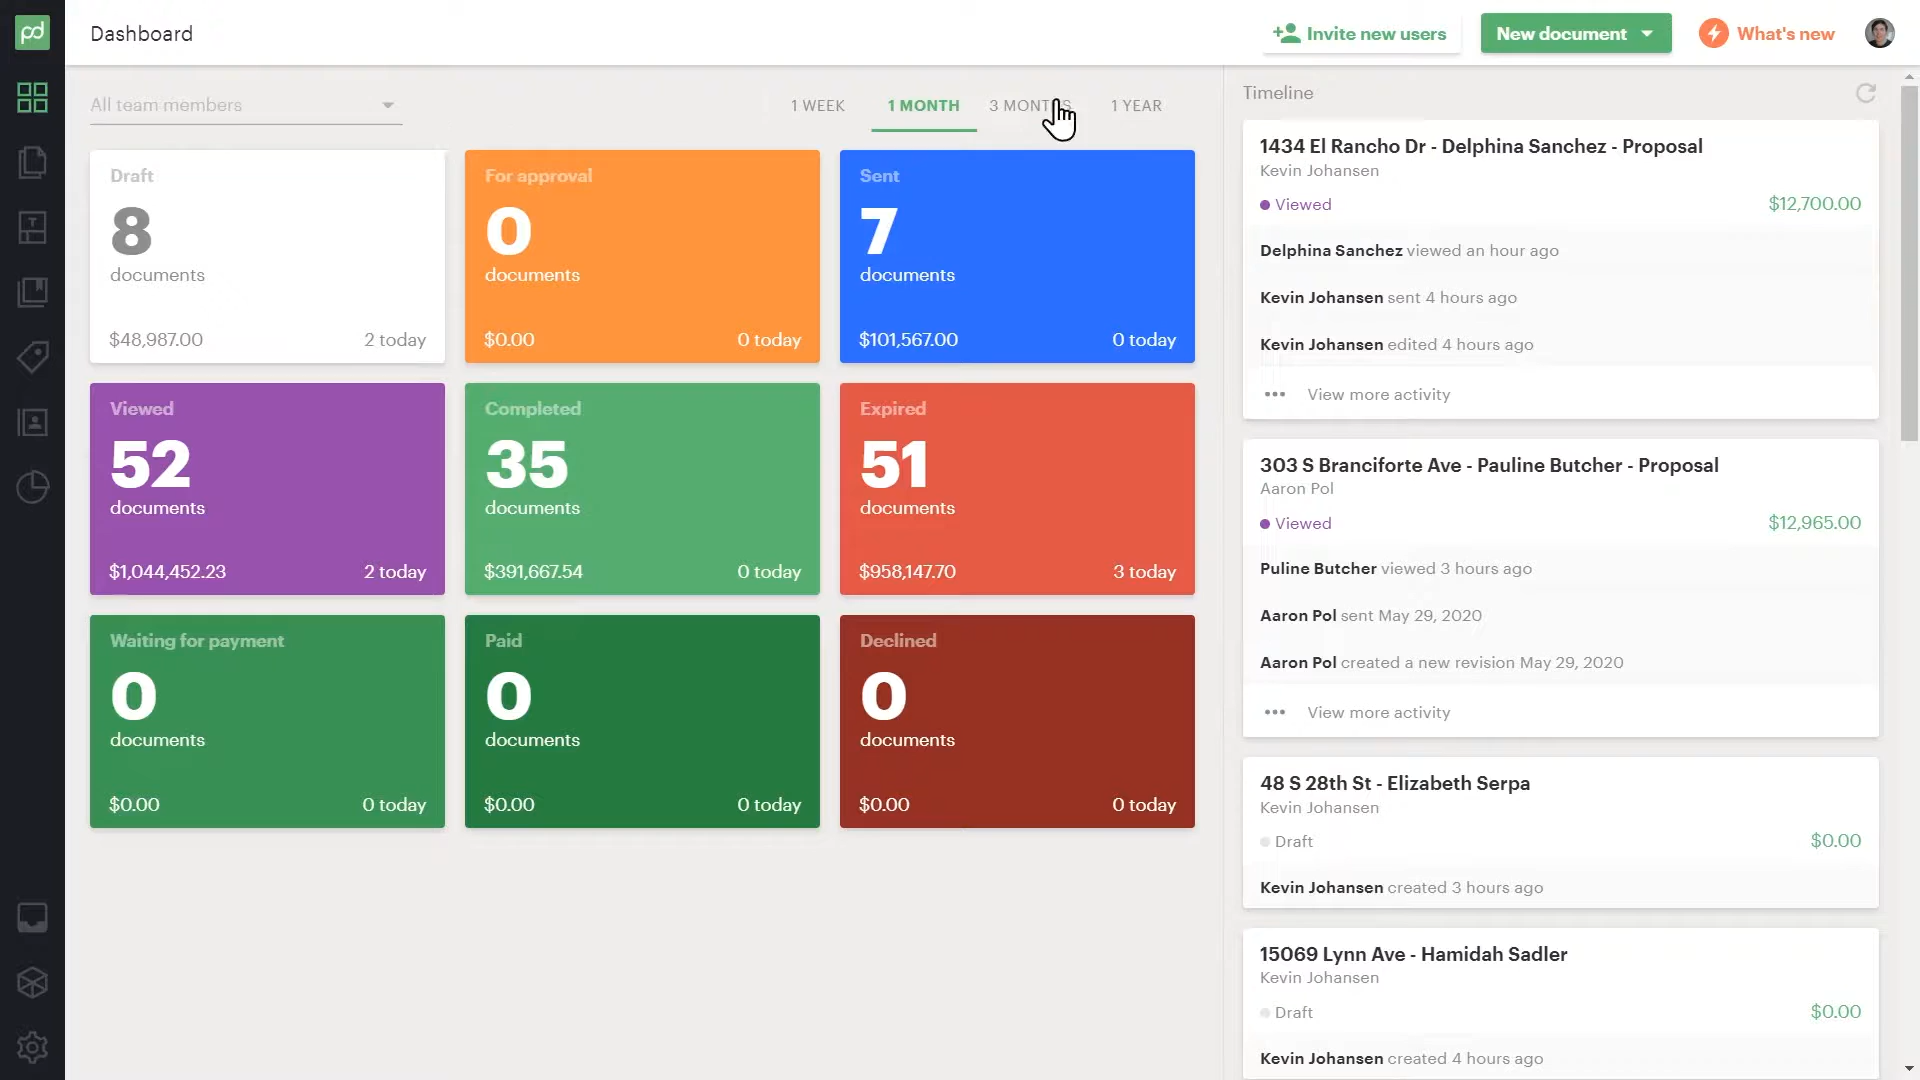 pd
Dashboard
Invite new users
New document
What's new
All team members
1 WEEK
1 MONTH
3 MONTHS
1 YEAR
Draft
8
documents
$48,987.00
2 today
For approval
0
documents
$0.00
0 today
Sent
7
documents
$101,567.00
0 today
Viewed
52
documents
$1,044,452.23
2 today
Completed
35
documents
$391,667.54
0 today
Expired
51
documents
$958,147.70
3 today
Waiting for payment
0
documents
$0.00
0 today
Paid
0
documents
$0.00
0 today
Declined
0
documents
$0.00
0 today
Timeline
1434 El Rancho Dr - Delphina Sanchez - Proposal
Kevin Johansen
Viewed
$12,700.00
Delphina Sanchez viewed an hour ago
Kevin Johansen sent 4 hours ago
Kevin Johansen edited 4 hours ago
View more activity
303 S Branciforte Ave - Pauline Butcher - Proposal
Aaron Pol
Viewed
$12,965.00
Puline Butcher viewed 3 hours ago
Aaron Pol sent May 29, 2020
Aaron Pol created a new revision May 29, 2020
View more activity
48 S 28th St - Elizabeth Serpa
Kevin Johansen
Draft
$0.00
Kevin Johansen created 3 hours ago
15069 Lynn Ave - Hamidah Sadler
Kevin Johansen
Draft
$0.00
Kevin Johansen created 4 hours ago